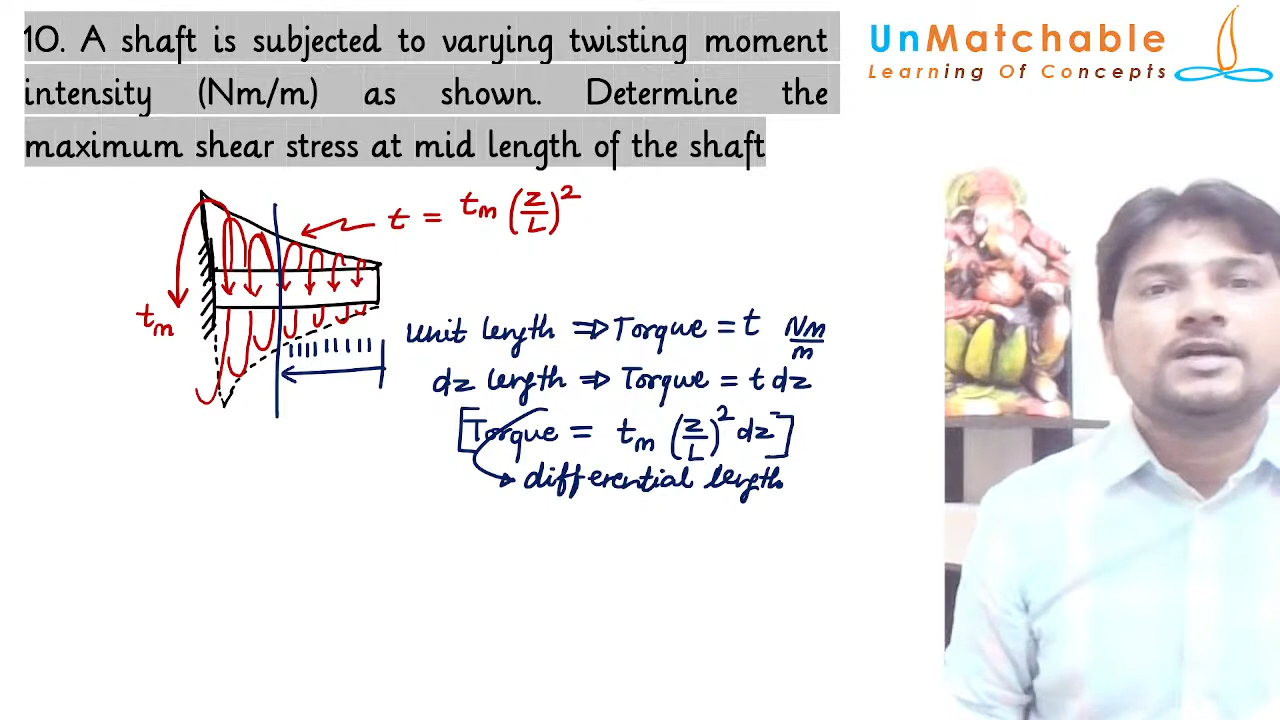 10. A shaft is subjected to varying twisting moment
intensity (Nm/m) as shown. Determine the
maximum shear stress at mid length of the shaft
UnMatchable
Learning Of Concepts
t = tm (z/L)²
tm
unit length ⇒ Torque = t Nm/m
dz length ⇒ Torque = t dz
[Torque = tm (z/L)² dz]
differential length